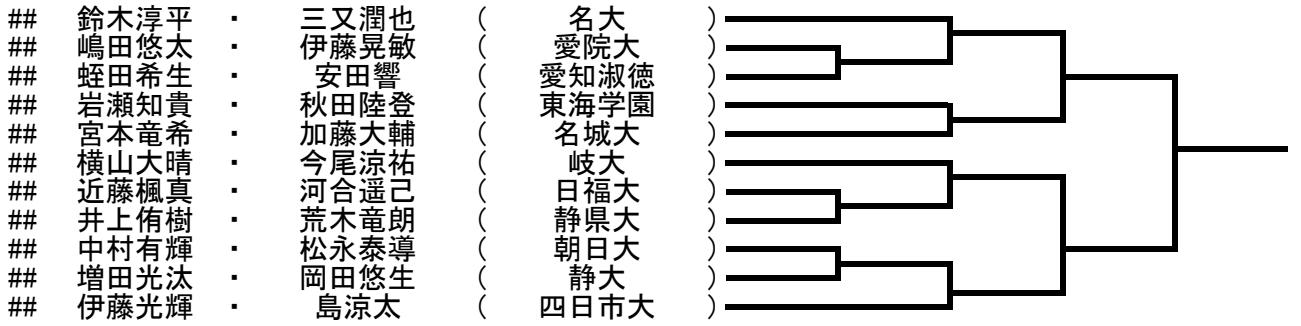 ## 鈴木淳平 ・ 三又潤也 ( 名大 )
## 嶋田悠太 ・ 伊藤晃敏 ( 愛院大 )
## 蛭田希生 ・ 安田響 ( 愛知淑徳 )
## 岩瀬知貴 ・ 秋田陸登 ( 東海学園 )
## 宮本竜希 ・ 加藤大輔 ( 名城大 )
## 横山大晴 ・ 今尾涼祐 ( 岐大 )
## 近藤楓真 ・ 河合遥己 ( 日福大 )
## 井上侑樹 ・ 荒木竜朗 ( 静県大 )
## 中村有輝 ・ 松永泰導 ( 朝日大 )
## 増田光汰 ・ 岡田悠生 ( 静大 )
## 伊藤光輝 ・ 島涼太 ( 四日市大 )